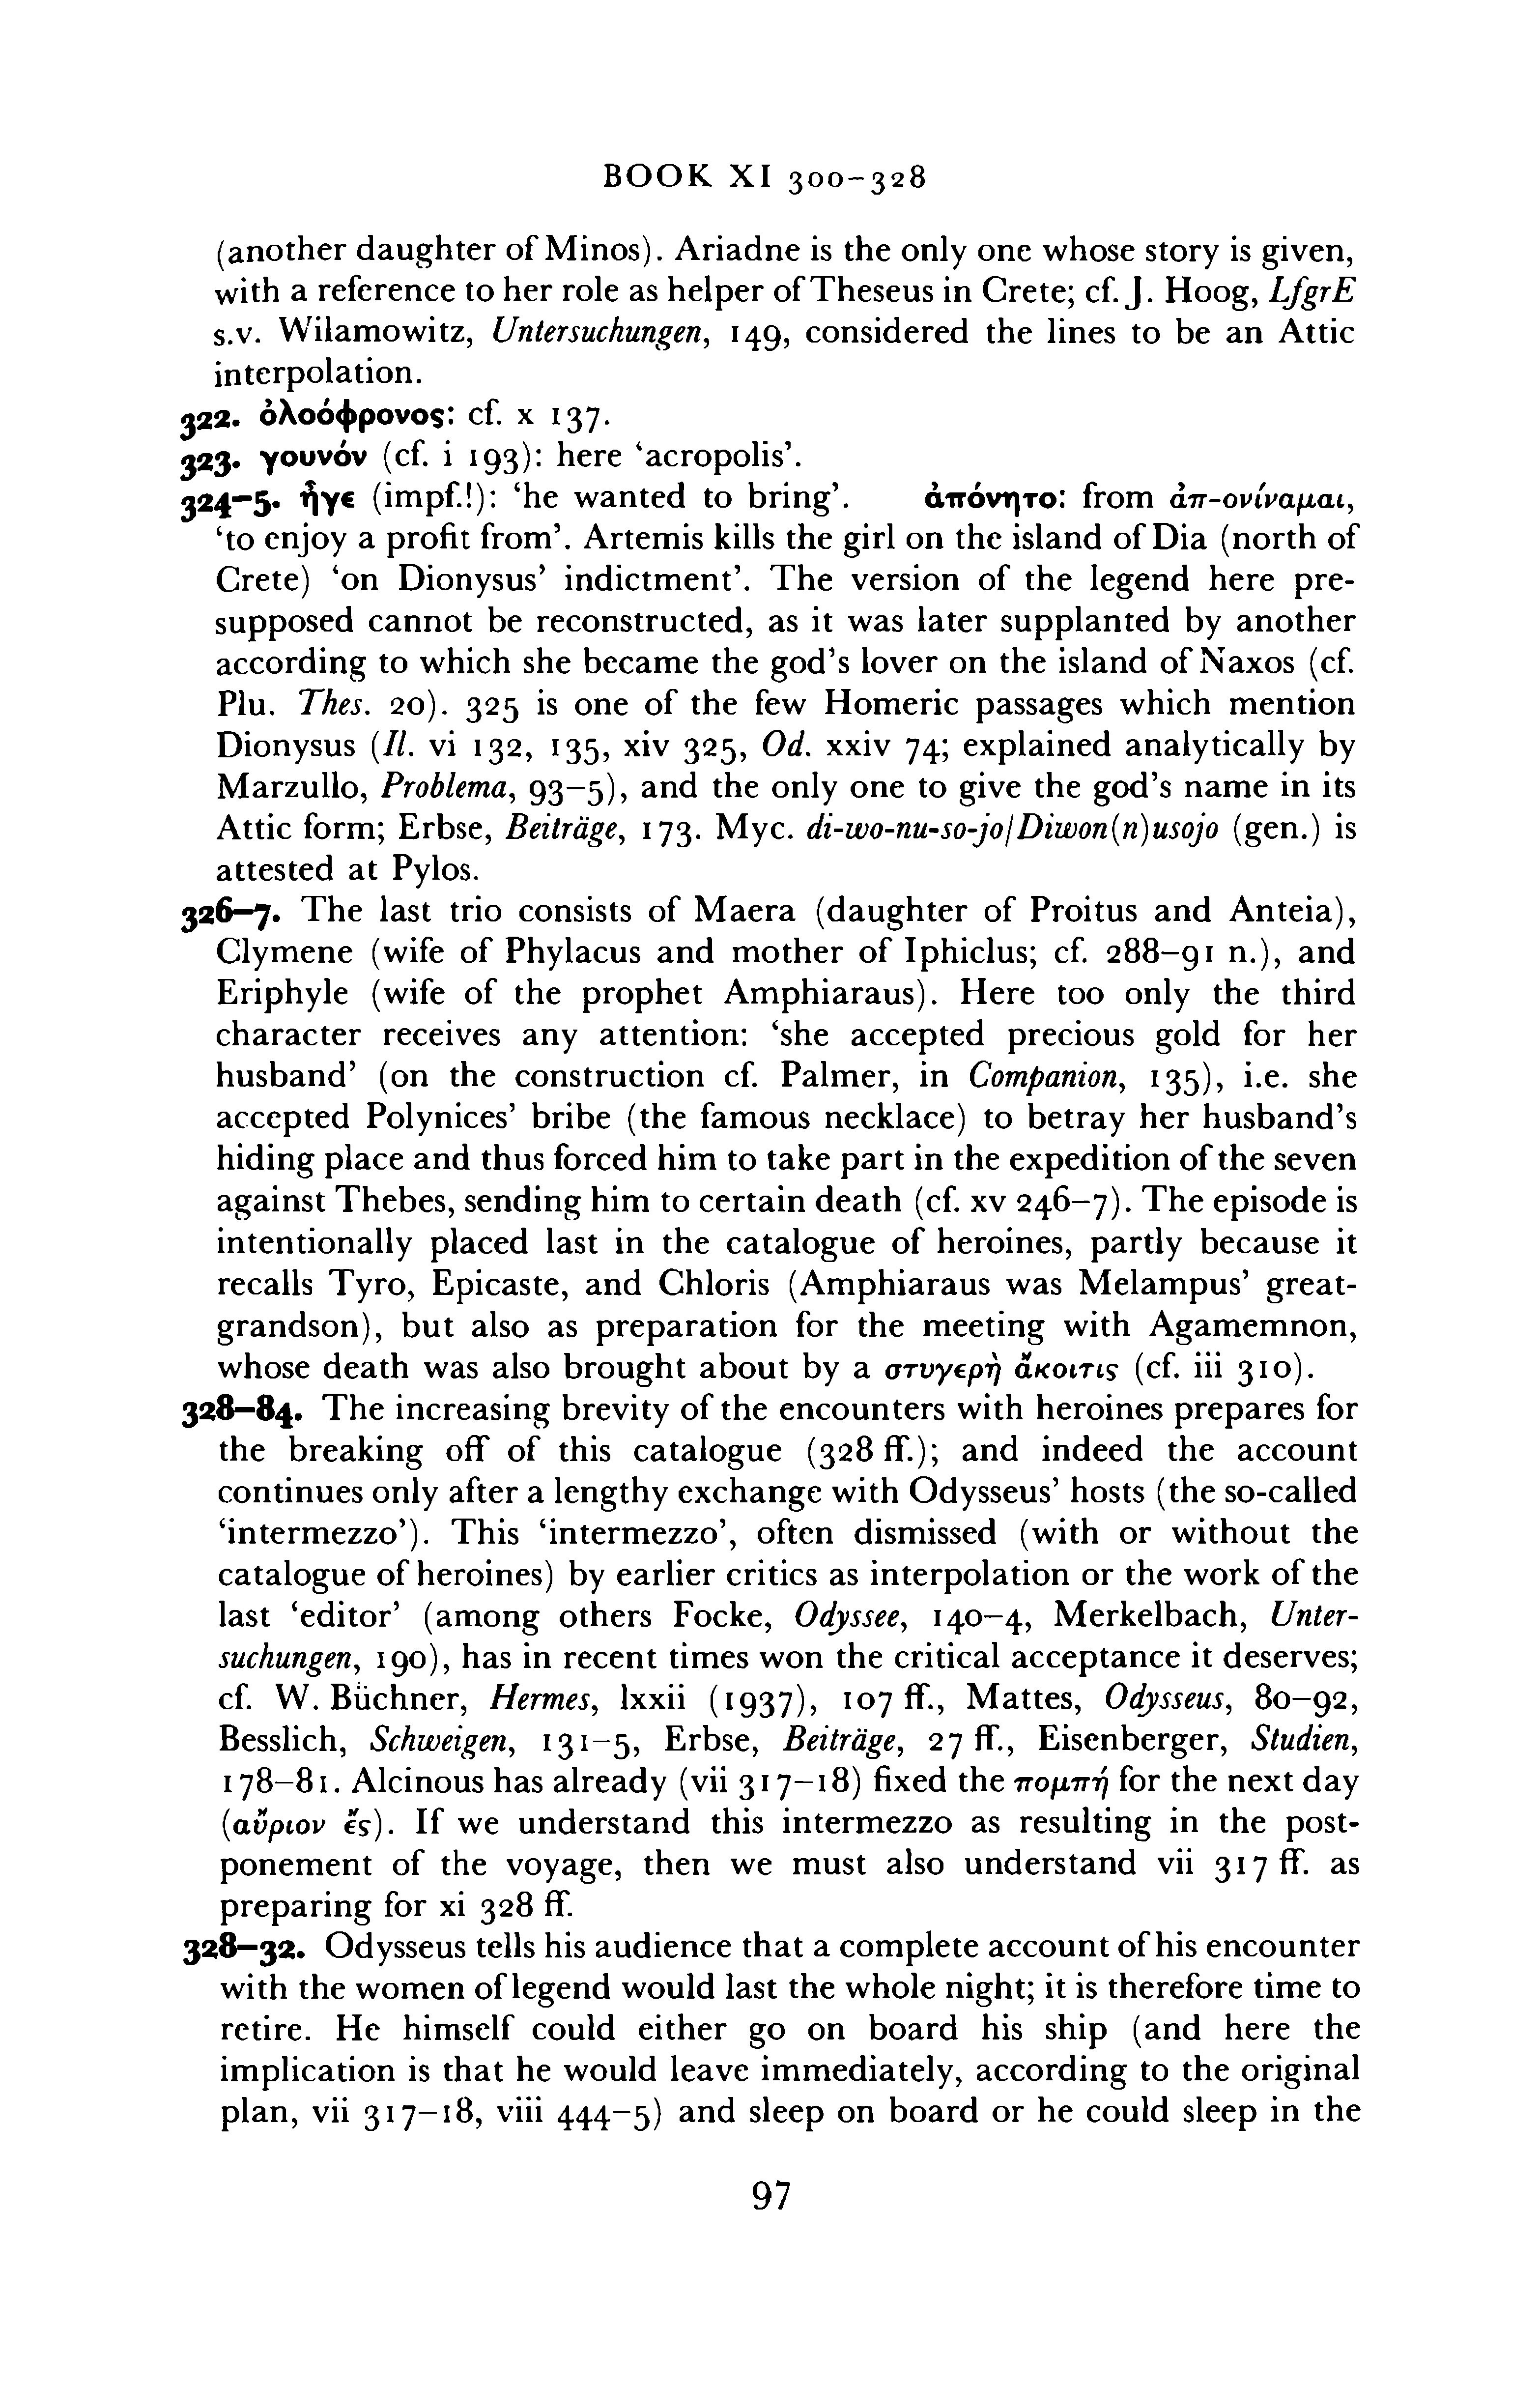 BOOK XI 300–328
(another daughter of Minos). Ariadne is the only one whose story is given,
with a reference to her role as helper of Theseus in Crete; cf. J. Hoog, LfgrE
s.v. Wilamowitz, Untersuchungen, 149, considered the lines to be an Attic
interpolation.
322. ὀλοόφρονος: cf. x 137.
323. γουνόν (cf. i 193): here ‘acropolis’.
324–5. ἦγε (impf.!): ‘he wanted to bring’. ἀπόνητο: from ἀπ-ονίναμαι,
‘to enjoy a profit from’. Artemis kills the girl on the island of Dia (north of
Crete) ‘on Dionysus’ indictment’. The version of the legend here pre-
supposed cannot be reconstructed, as it was later supplanted by another
according to which she became the god’s lover on the island of Naxos (cf.
Plu. Thes. 20). 325 is one of the few Homeric passages which mention
Dionysus (Il. vi 132, 135, xiv 325, Od. xxiv 74; explained analytically by
Marzullo, Problema, 93–5), and the only one to give the god’s name in its
Attic form; Erbse, Beiträge, 173. Myc. di-wo-nu-so-jo/Diwon(n)usojo (gen.) is
attested at Pylos.
326–7. The last trio consists of Maera (daughter of Proitus and Anteia),
Clymene (wife of Phylacus and mother of Iphiclus; cf. 288–91 n.), and
Eriphyle (wife of the prophet Amphiaraus). Here too only the third
character receives any attention: ‘she accepted precious gold for her
husband’ (on the construction cf. Palmer, in Companion, 135), i.e. she
accepted Polynices’ bribe (the famous necklace) to betray her husband’s
hiding place and thus forced him to take part in the expedition of the seven
against Thebes, sending him to certain death (cf. xv 246–7). The episode is
intentionally placed last in the catalogue of heroines, partly because it
recalls Tyro, Epicaste, and Chloris (Amphiaraus was Melampus’ great-
grandson), but also as preparation for the meeting with Agamemnon,
whose death was also brought about by a στυγερὴ ἄκοιτις (cf. iii 310).
328–84. The increasing brevity of the encounters with heroines prepares for
the breaking off of this catalogue (328 ff.); and indeed the account
continues only after a lengthy exchange with Odysseus’ hosts (the so-called
‘intermezzo’). This ‘intermezzo’, often dismissed (with or without the
catalogue of heroines) by earlier critics as interpolation or the work of the
last ‘editor’ (among others Focke, Odyssee, 140–4, Merkelbach, Unter-
suchungen, 190), has in recent times won the critical acceptance it deserves;
cf. W. Büchner, Hermes, lxxii (1937), 107 ff., Mattes, Odysseus, 80–92,
Besslich, Schweigen, 131–5, Erbse, Beiträge, 27 ff., Eisenberger, Studien,
178–81. Alcinous has already (vii 317–18) fixed the πομπή for the next day
(αὔριον ἔς). If we understand this intermezzo as resulting in the post-
ponement of the voyage, then we must also understand vii 317 ff. as
preparing for xi 328 ff.
328–32. Odysseus tells his audience that a complete account of his encounter
with the women of legend would last the whole night; it is therefore time to
retire. He himself could either go on board his ship (and here the
implication is that he would leave immediately, according to the original
plan, vii 317–18, viii 444–5) and sleep on board or he could sleep in the
97